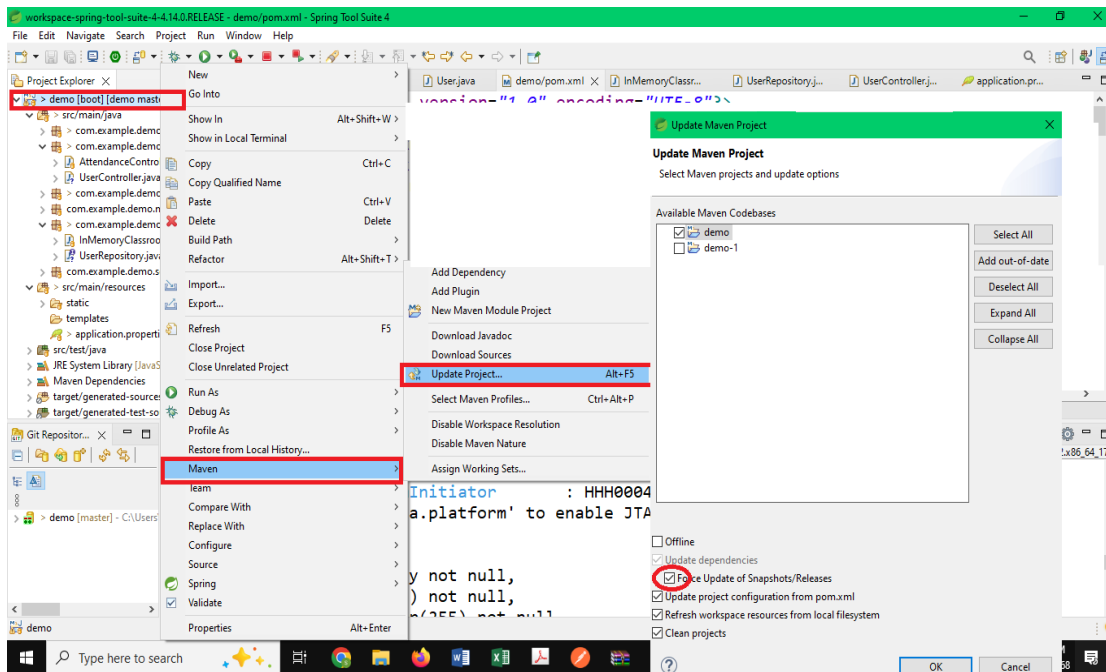 workspace-spring-tool-suite-4-4.14.0.RELEASE - demo/pom.xml - Spring Tool Suite 4
File Edit Navigate Search Project Run Window Help
Project Explorer
> demo [boot] [demo maste
> src/main/java
> com.example.demo
> com.example.demo
AttendanceContro
UserController.java
> com.example.demo
com.example.demo.n
> com.example.demo
InMemoryClassroo
UserRepository.java
com.example.demo.s
> src/main/resources
static
templates
> application.properti
src/test/java
JRE System Library [JavaS
Maven Dependencies
target/generated-sources
target/generated-test-so
Git Repositor...
> demo [master] - C:\Users
demo
New
Go Into
Show In Alt+Shift+W >
Show in Local Terminal
Copy Ctrl+C
Copy Qualified Name
Paste Ctrl+V
Delete Delete
Build Path
Refactor Alt+Shift+T >
Import...
Export...
Refresh F5
Close Project
Close Unrelated Project
Run As
Debug As
Profile As
Restore from Local History...
Maven
Team
Compare With
Replace With
Configure
Source
Spring
Validate
Properties Alt+Enter
User.java demo/pom.xml InMemoryClassr... UserRepository.j... UserController.j... application.pr...
version="1.0" encoding="UTF-8"?>
Add Dependency
Add Plugin
New Maven Module Project
Download Javadoc
Download Sources
Update Project... Alt+F5
Select Maven Profiles... Ctrl+Alt+P
Disable Workspace Resolution
Disable Maven Nature
Assign Working Sets...
Initiator : HHH0004
a.platform' to enable JTA
y not null,
) not null,
n(255) not null
Update Maven Project
Update Maven Project
Select Maven projects and update options
Available Maven Codebases
demo
demo-1
Select All
Add out-of-date
Deselect All
Expand All
Collapse All
Offline
Update dependencies
Force Update of Snapshots/Releases
Update project configuration from pom.xml
Refresh workspace resources from local filesystem
Clean projects
OK Cancel
.x86_64_17
Type here to search